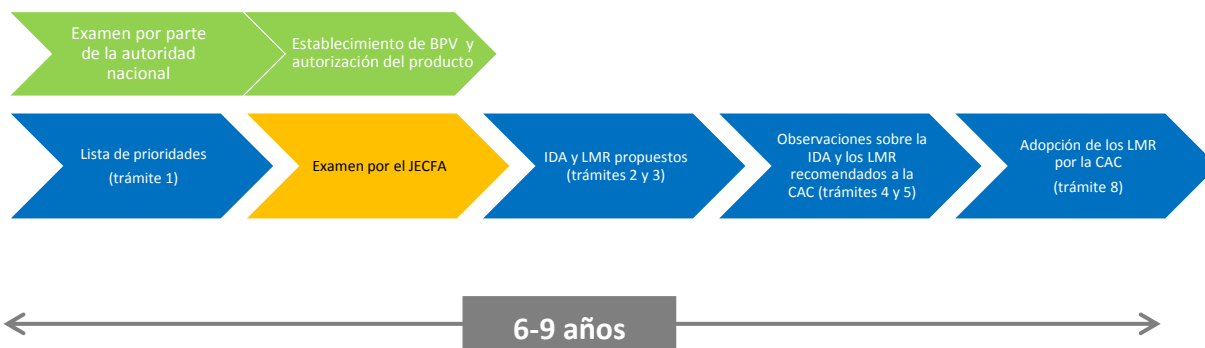 Examen por parte
de la autoridad
nacional
Establecimiento de BPV y
autorización del producto
Lista de prioridades
(trámite 1)
Examen por el JECFA
IDA y LMR propuestos
(trámites 2 y 3)
Observaciones sobre la
IDA y los LMR
recomendados a la
CAC (trámites 4 y 5)
Adopción de los LMR
por la CAC
(trámite 8)
6-9 años